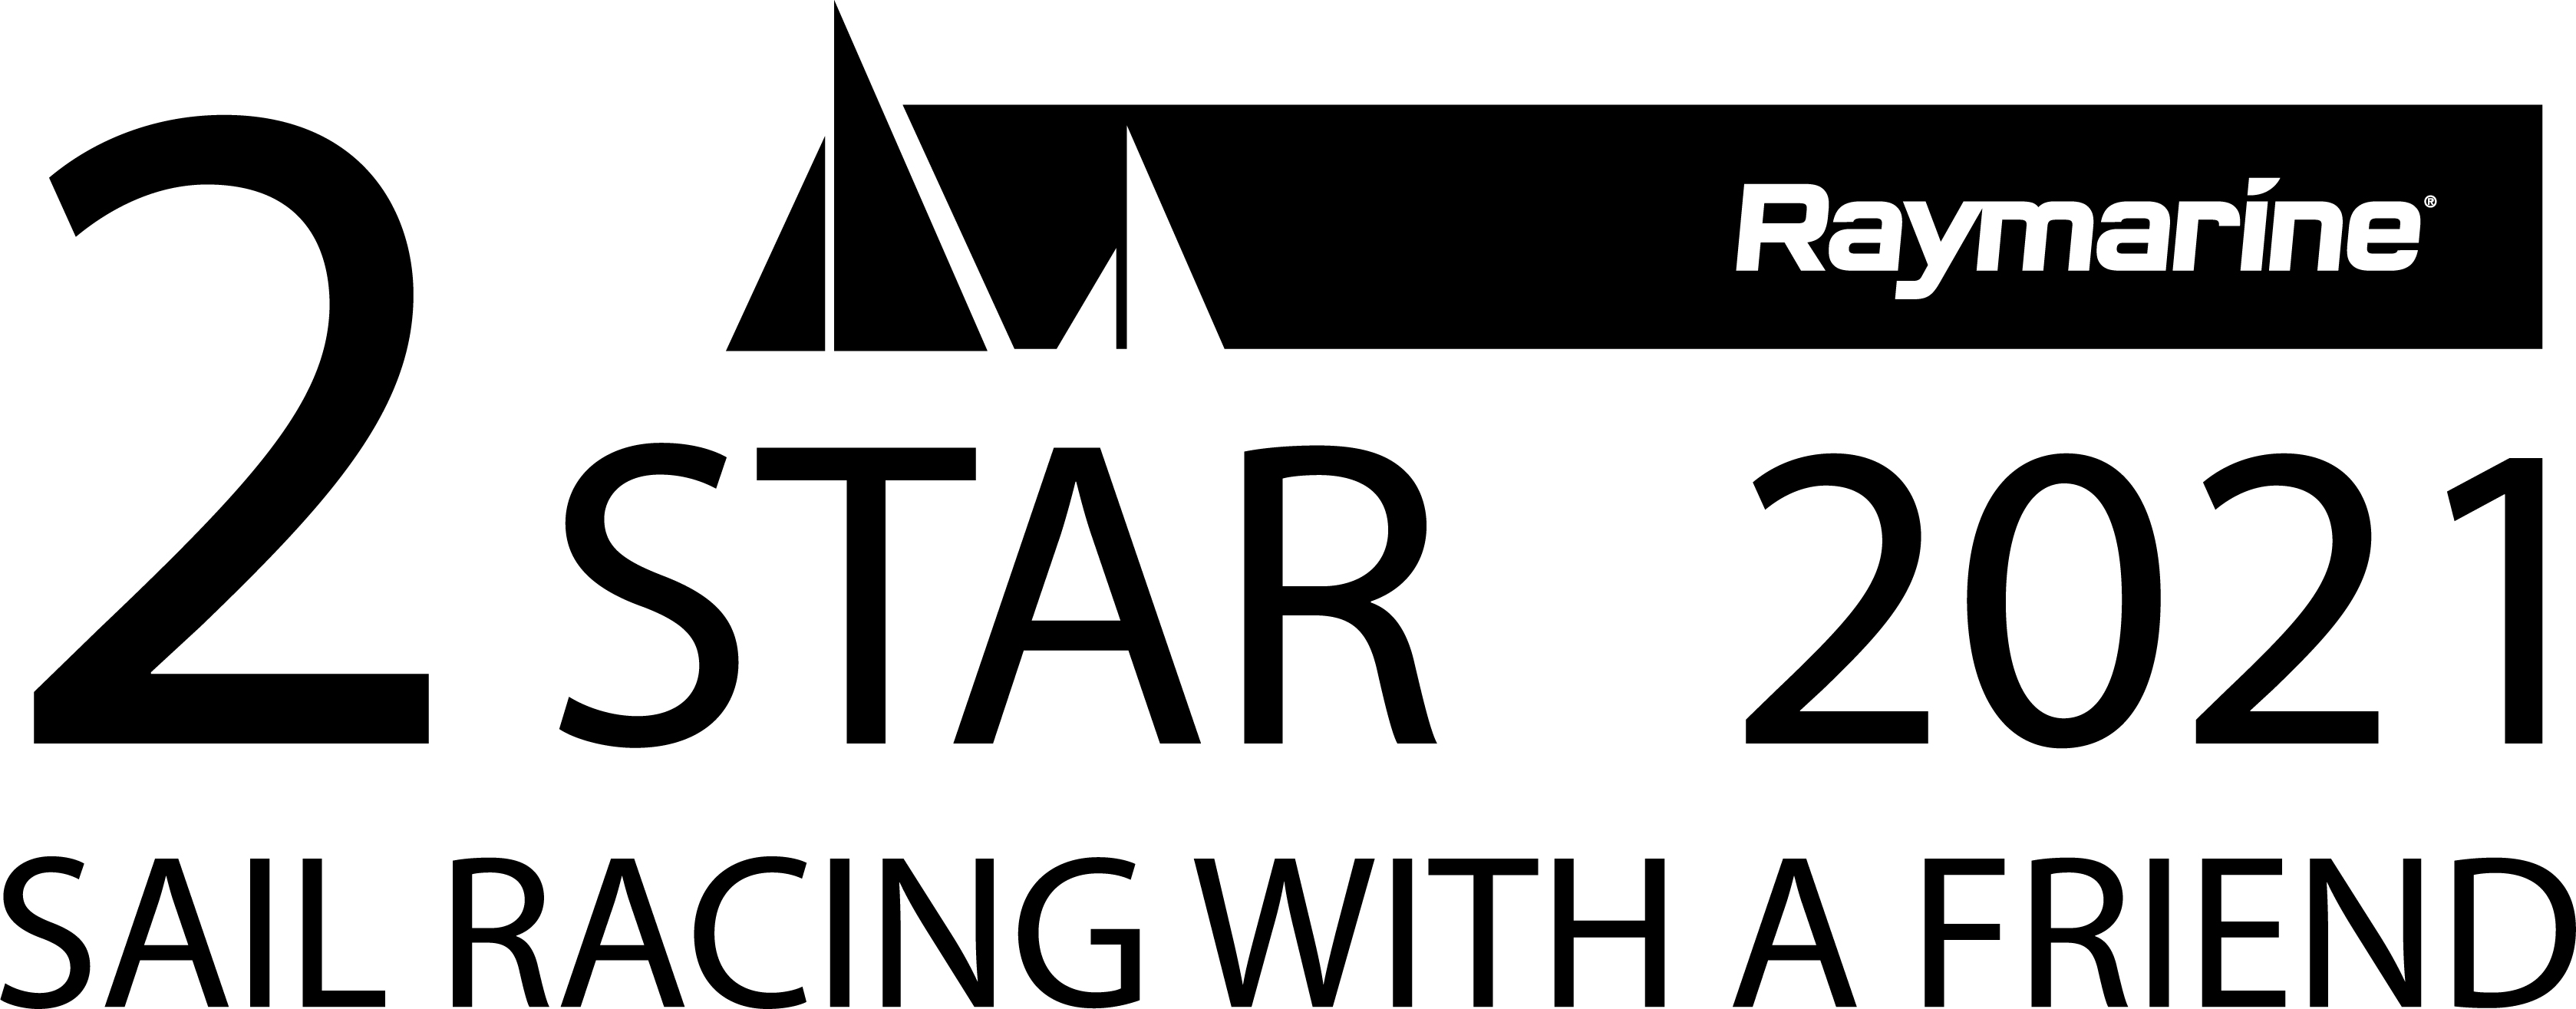 Raymarine®
2 STAR 2021
SAIL RACING WITH A FRIEND